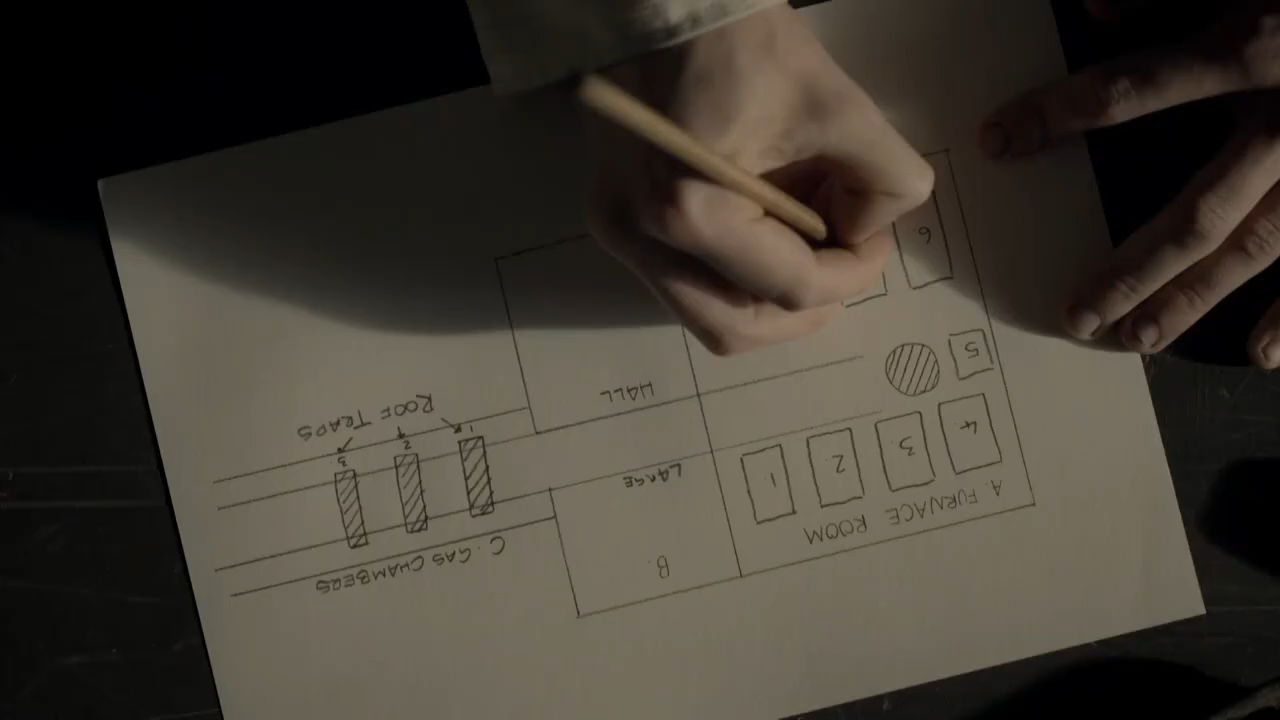 A. FURNACE ROOM
1.
2.
3.
4
5
6.
B.
LARGE
HALL
C. GAS CHAMBERS
ROOF TRAPS
1
2
3